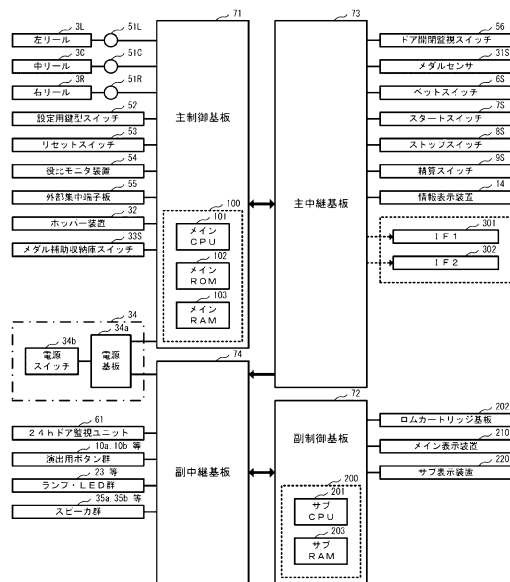 71
73
左リール
3L
51L
中リール
3C
51C
右リール
3R
51R
設定用鍵型スイッチ
52
リセットスイッチ
53
役比モニタ装置
54
外部集中端子板
55
ホッパー装置
32
メダル補助収納庫スイッチ
33S
主制御基板
100
101
メイン
CPU
102
メイン
ROM
103
メイン
RAM
主中継基板
ドア開閉監視スイッチ
56
メダルセンサ
31S
ベットスイッチ
6S
スタートスイッチ
7S
ストップスイッチ
8S
精算スイッチ
9S
情報表示装置
14
301
IF1
302
IF2
34
34a
34b
電源
スイッチ
電源
基板
74
72
61
24hドア監視ユニット
10a,10b 等
演出用ボタン群
23 等
ランプ・LED群
35a,35b 等
スピーカ群
副中継基板
副制御基板
200
201
サブ
CPU
203
サブ
RAM
202
ロムカートリッジ基板
210
メイン表示装置
220
サブ表示装置